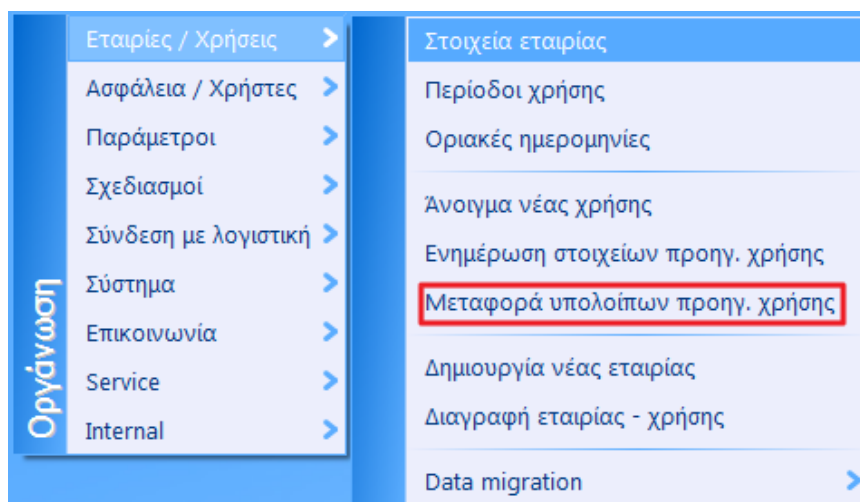 Οργάνωση
Εταιρίες / Χρήσεις
Ασφάλεια / Χρήστες
Παράμετροι
Σχεδιασμοί
Σύνδεση με λογιστική
Σύστημα
Επικοινωνία
Service
Internal
Στοιχεία εταιρίας
Περίοδοι χρήσης
Οριακές ημερομηνίες
Άνοιγμα νέας χρήσης
Ενημέρωση στοιχείων προηγ. χρήσης
Μεταφορά υπολοίπων προηγ. χρήσης
Δημιουργία νέας εταιρίας
Διαγραφή εταιρίας - χρήσης
Data migration